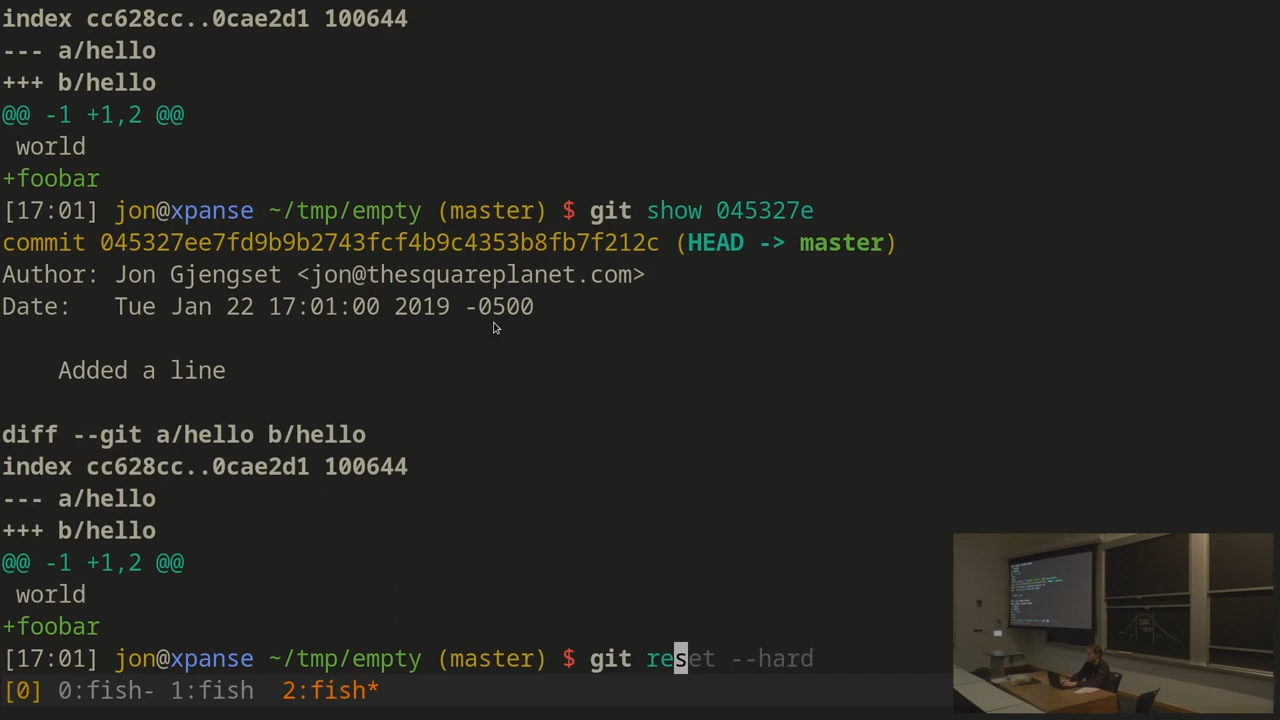 index cc628cc..0cae2d1 100644
--- a/hello
+++ b/hello
@@ -1 +1,2 @@
 world
+foobar
[17:01] jon@xpanse ~/tmp/empty (master) $ git show 045327e
commit 045327ee7fd9b9b2743fcf4b9c4353b8fb7f212c (HEAD -> master)
Author: Jon Gjengset <jon@thesquareplanet.com>
Date:   Tue Jan 22 17:01:00 2019 -0500
    Added a line
diff --git a/hello b/hello
index cc628cc..0cae2d1 100644
--- a/hello
+++ b/hello
@@ -1 +1,2 @@
 world
+foobar
[17:01] jon@xpanse ~/tmp/empty (master) $ git reset --hard
[0] 0:fish- 1:fish  2:fish*